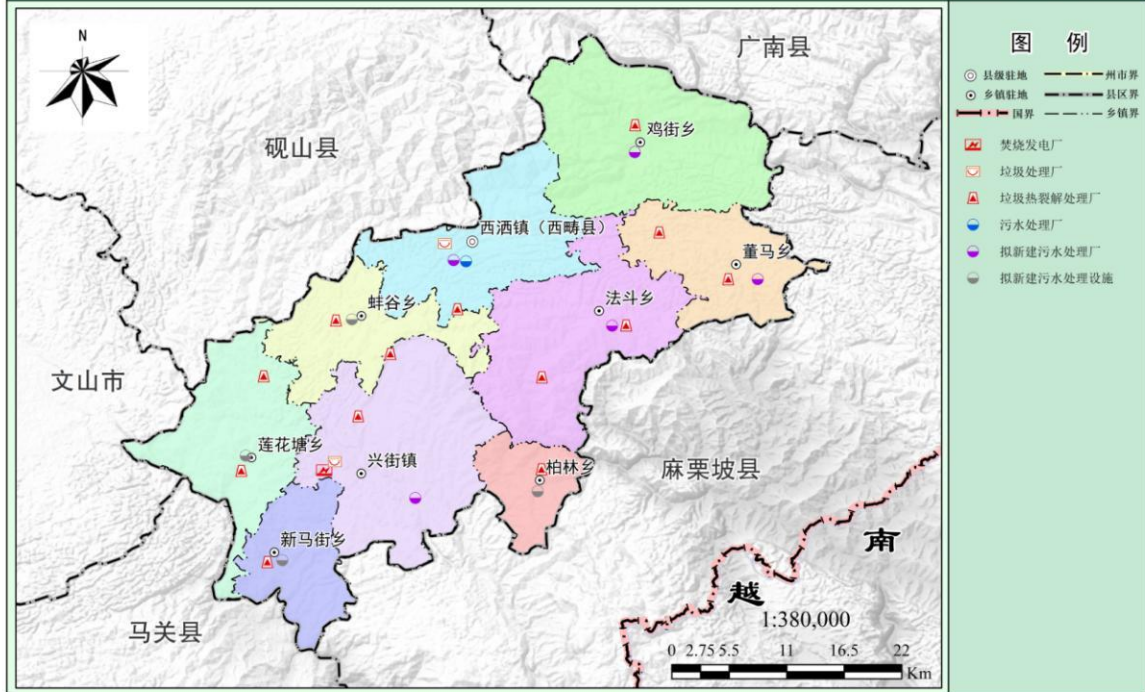 N
广南县
砚山县
鸡街乡
西洒镇（西畴县）
董马乡
法斗乡
蚌谷乡
文山市
莲花塘乡
兴街镇
柏林乡
麻栗坡县
新马街乡
马关县
越
南
1:380,000
0 2.75 5.5 11 16.5 22
Km
图 例
县级驻地 州市界
乡镇驻地 县区界
国界 乡镇界
焚烧发电厂
垃圾处理厂
垃圾热裂解处理厂
污水处理厂
拟新建污水处理厂
拟新建污水处理设施